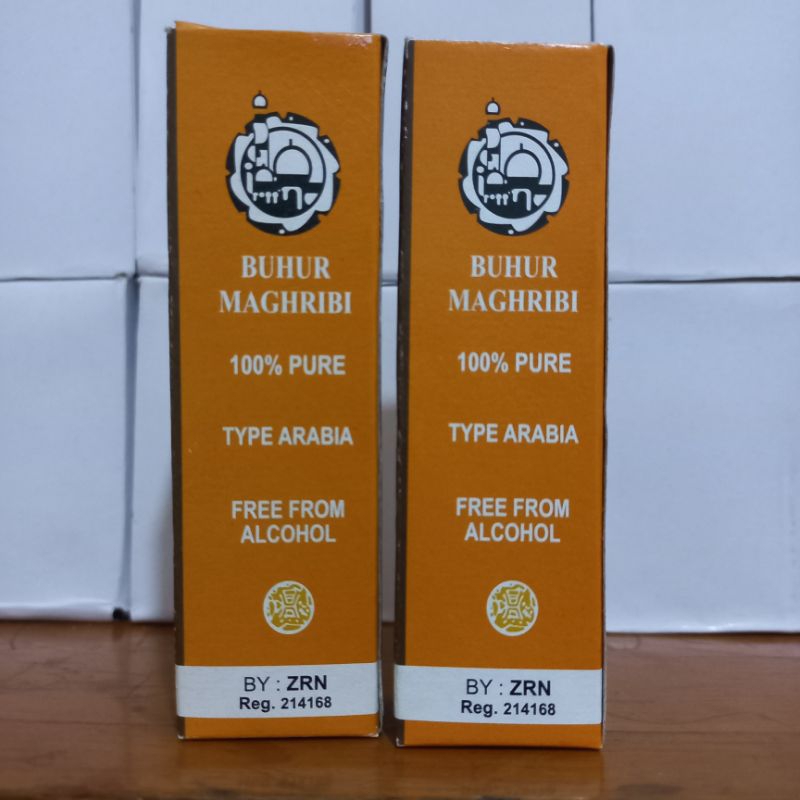 BUHUR
MAGHRIBI
100% PURE
TYPE ARABIA
FREE FROM
ALCOHOL
BY : ZRN
Reg. 214168
BUHUR
MAGHRIBI
100% PURE
TYPE ARABIA
FREE FROM
ALCOHOL
BY : ZRN
Reg. 214168